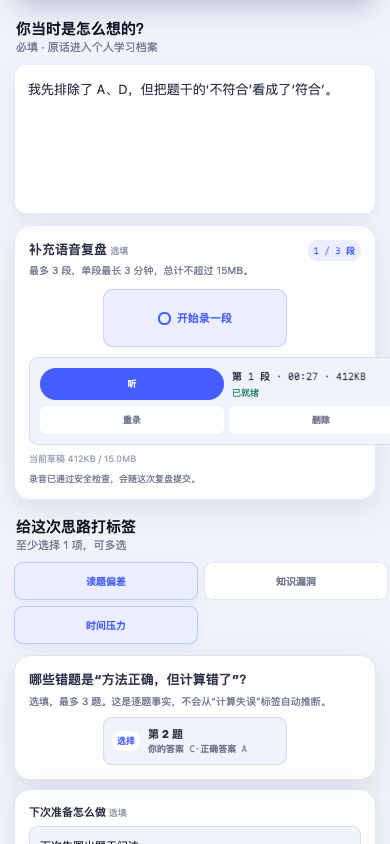 你当时是怎么想的?
必填 · 原话进入个人学习档案
我先排除了 A、D，但把题干的‘不符合’看成了‘符合’。
补充语音复盘 选填
1 / 3 段
最多 3 段，单段最长 3 分钟，总计不超过 15MB。
开始录一段
听
第 1 段 · 00:27 · 412KB
已就绪
重录
删除
当前草稿 412KB / 15.0MB
录音已通过安全检查，会随这次复盘提交。
给这次思路打标签
至少选择 1 项，可多选
读题偏差
知识漏洞
时间压力
哪些错题是“方法正确，但计算错了”?
选填，最多 3 题。这是逐题事实，不会从“计算失误”标签自动推断。
选择
第 2 题
你的答案 C·正确答案 A
下次准备怎么做 选填